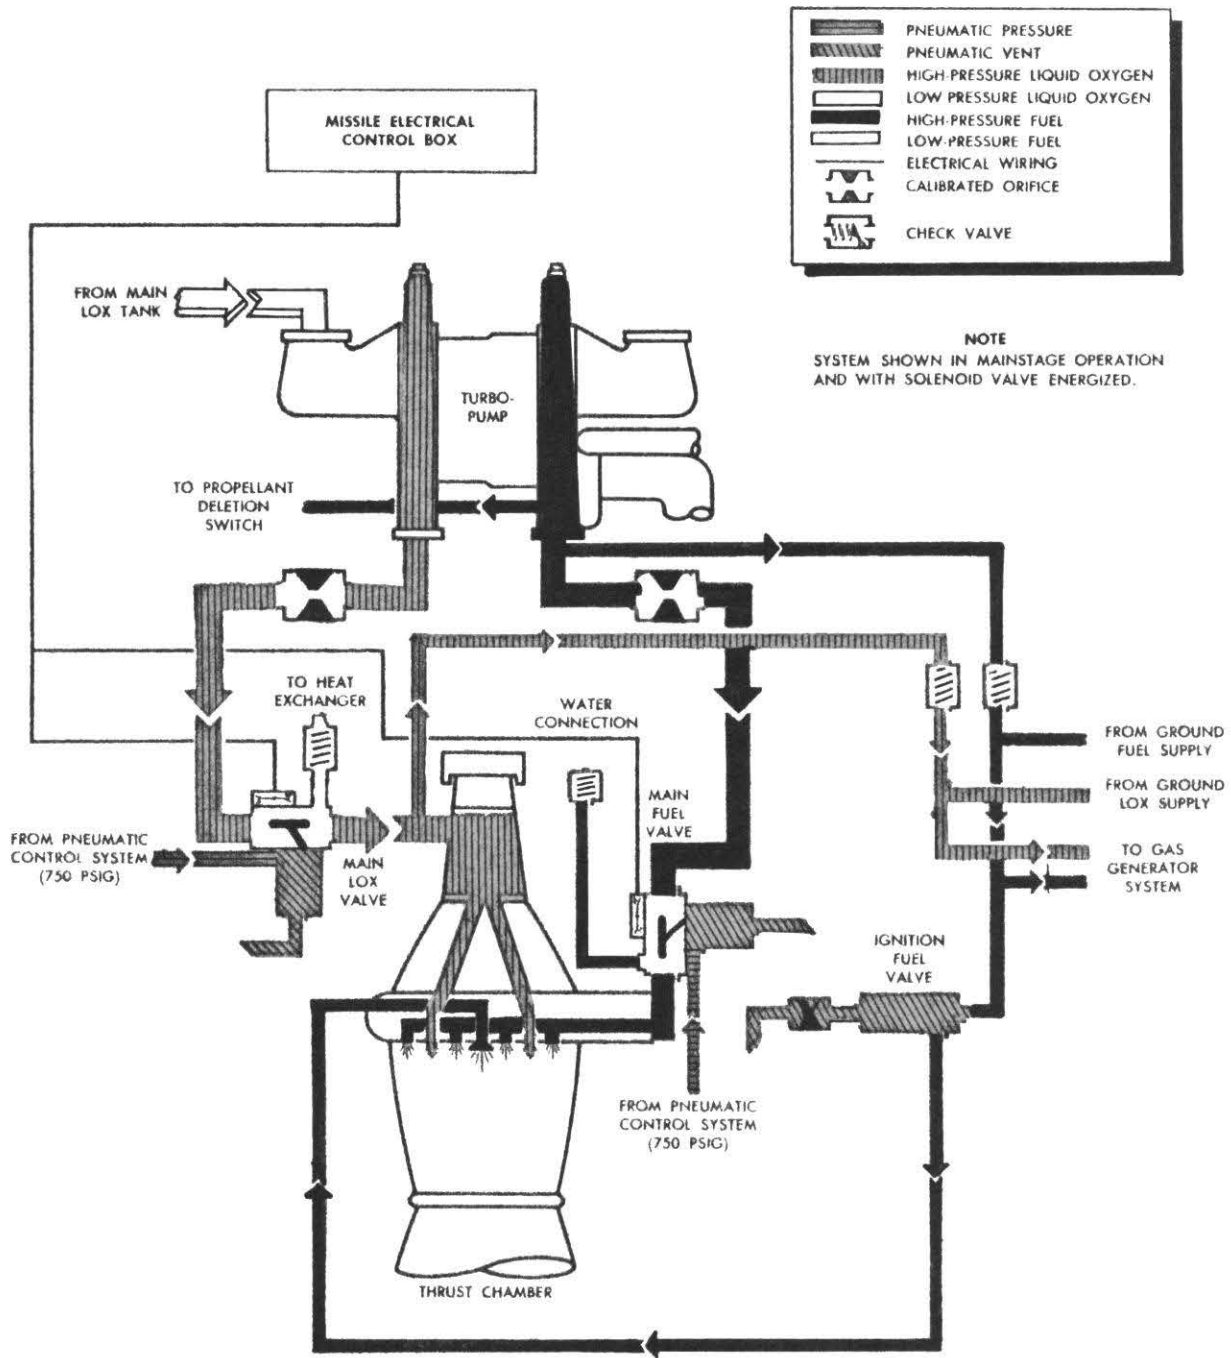 PNEUMATIC PRESSURE
PNEUMATIC VENT
HIGH-PRESSURE LIQUID OXYGEN
LOW PRESSURE LIQUID OXYGEN
HIGH-PRESSURE FUEL
LOW-PRESSURE FUEL
ELECTRICAL WIRING
CALIBRATED ORIFICE
CHECK VALVE
MISSILE ELECTRICAL
CONTROL BOX
FROM MAIN
LOX TANK
NOTE
SYSTEM SHOWN IN MAINSTAGE OPERATION
AND WITH SOLENOID VALVE ENERGIZED.
TURBO-
PUMP
TO PROPELLANT
DELETION
SWITCH
TO HEAT
EXCHANGER
WATER
CONNECTION
MAIN
FUEL
VALVE
FROM GROUND
FUEL SUPPLY
FROM GROUND
LOX SUPPLY
TO GAS
GENERATOR
SYSTEM
FROM PNEUMATIC
CONTROL SYSTEM
(750 PSIG)
MAIN
LOX
VALVE
IGNITION
FUEL
VALVE
FROM PNEUMATIC
CONTROL SYSTEM
(750 PSIG)
THRUST CHAMBER